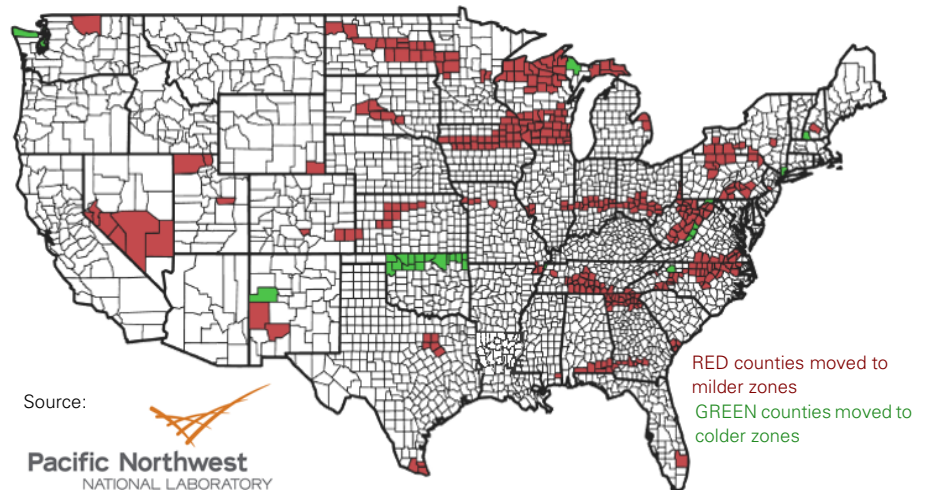 RED counties moved to
milder zones
GREEN counties moved to
colder zones
Source:
Pacific Northwest
NATIONAL LABORATORY